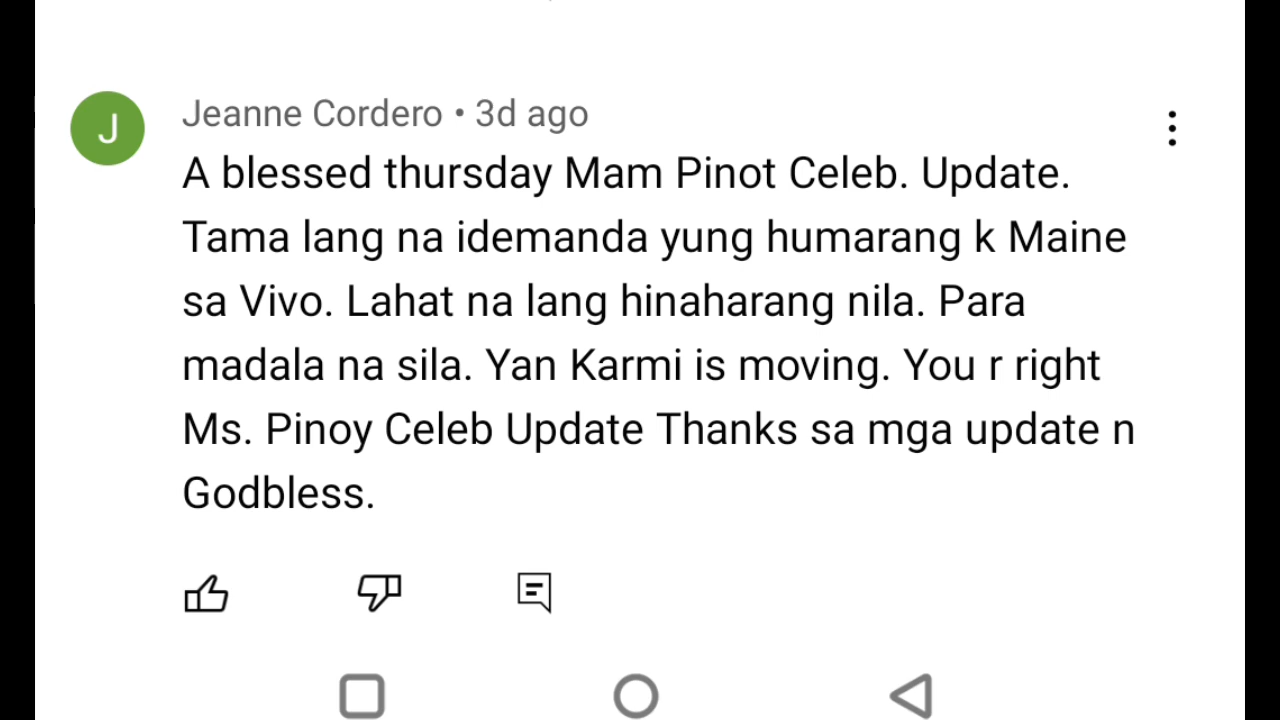 J
Jeanne Cordero • 3d ago
A blessed thursday Mam Pinot Celeb. Update.
Tama lang na idemanda yung humarang k Maine
sa Vivo. Lahat na lang hinaharang nila. Para
madala na sila. Yan Karmi is moving. You r right
Ms. Pinoy Celeb Update Thanks sa mga update n
Godbless.